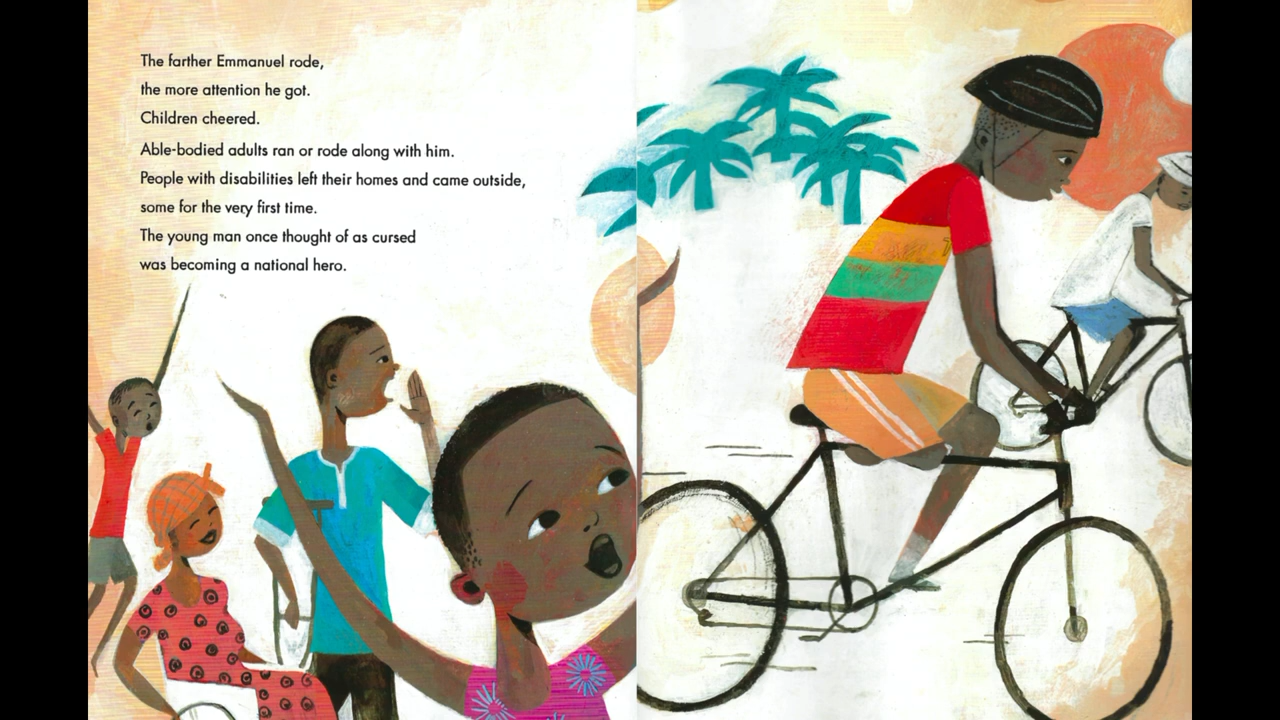 The farther Emmanuel rode,
the more attention he got.
Children cheered.
Able-bodied adults ran or rode along with him.
People with disabilities left their homes and came outside,
some for the very first time.
The young man once thought of as cursed
was becoming a national hero.